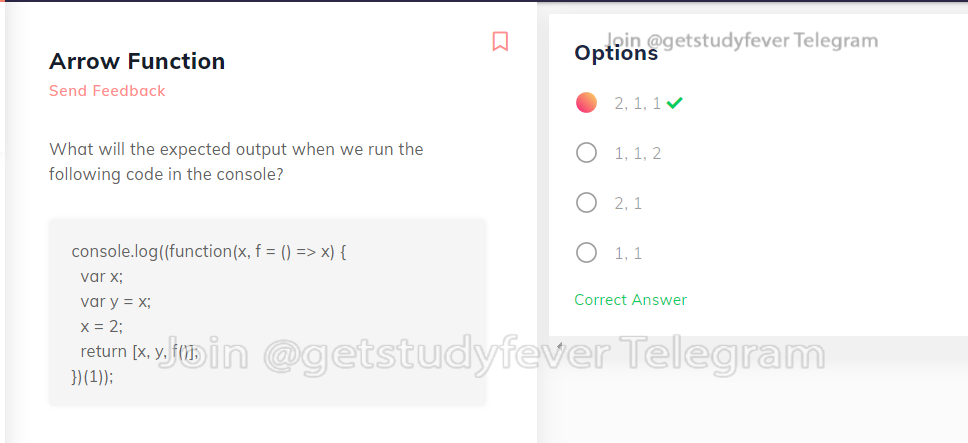 Arrow Function
Send Feedback
What will the expected output when we run the
following code in the console?
console.log((function(x, f = () => x) {
var x;
var y = x;
x = 2;
return [x, y, f()];
})(1));
Join @getstudyfever Telegram
Options
2, 1, 1
1, 1, 2
2, 1
1, 1
Correct Answer
Join @getstudyfever Telegram